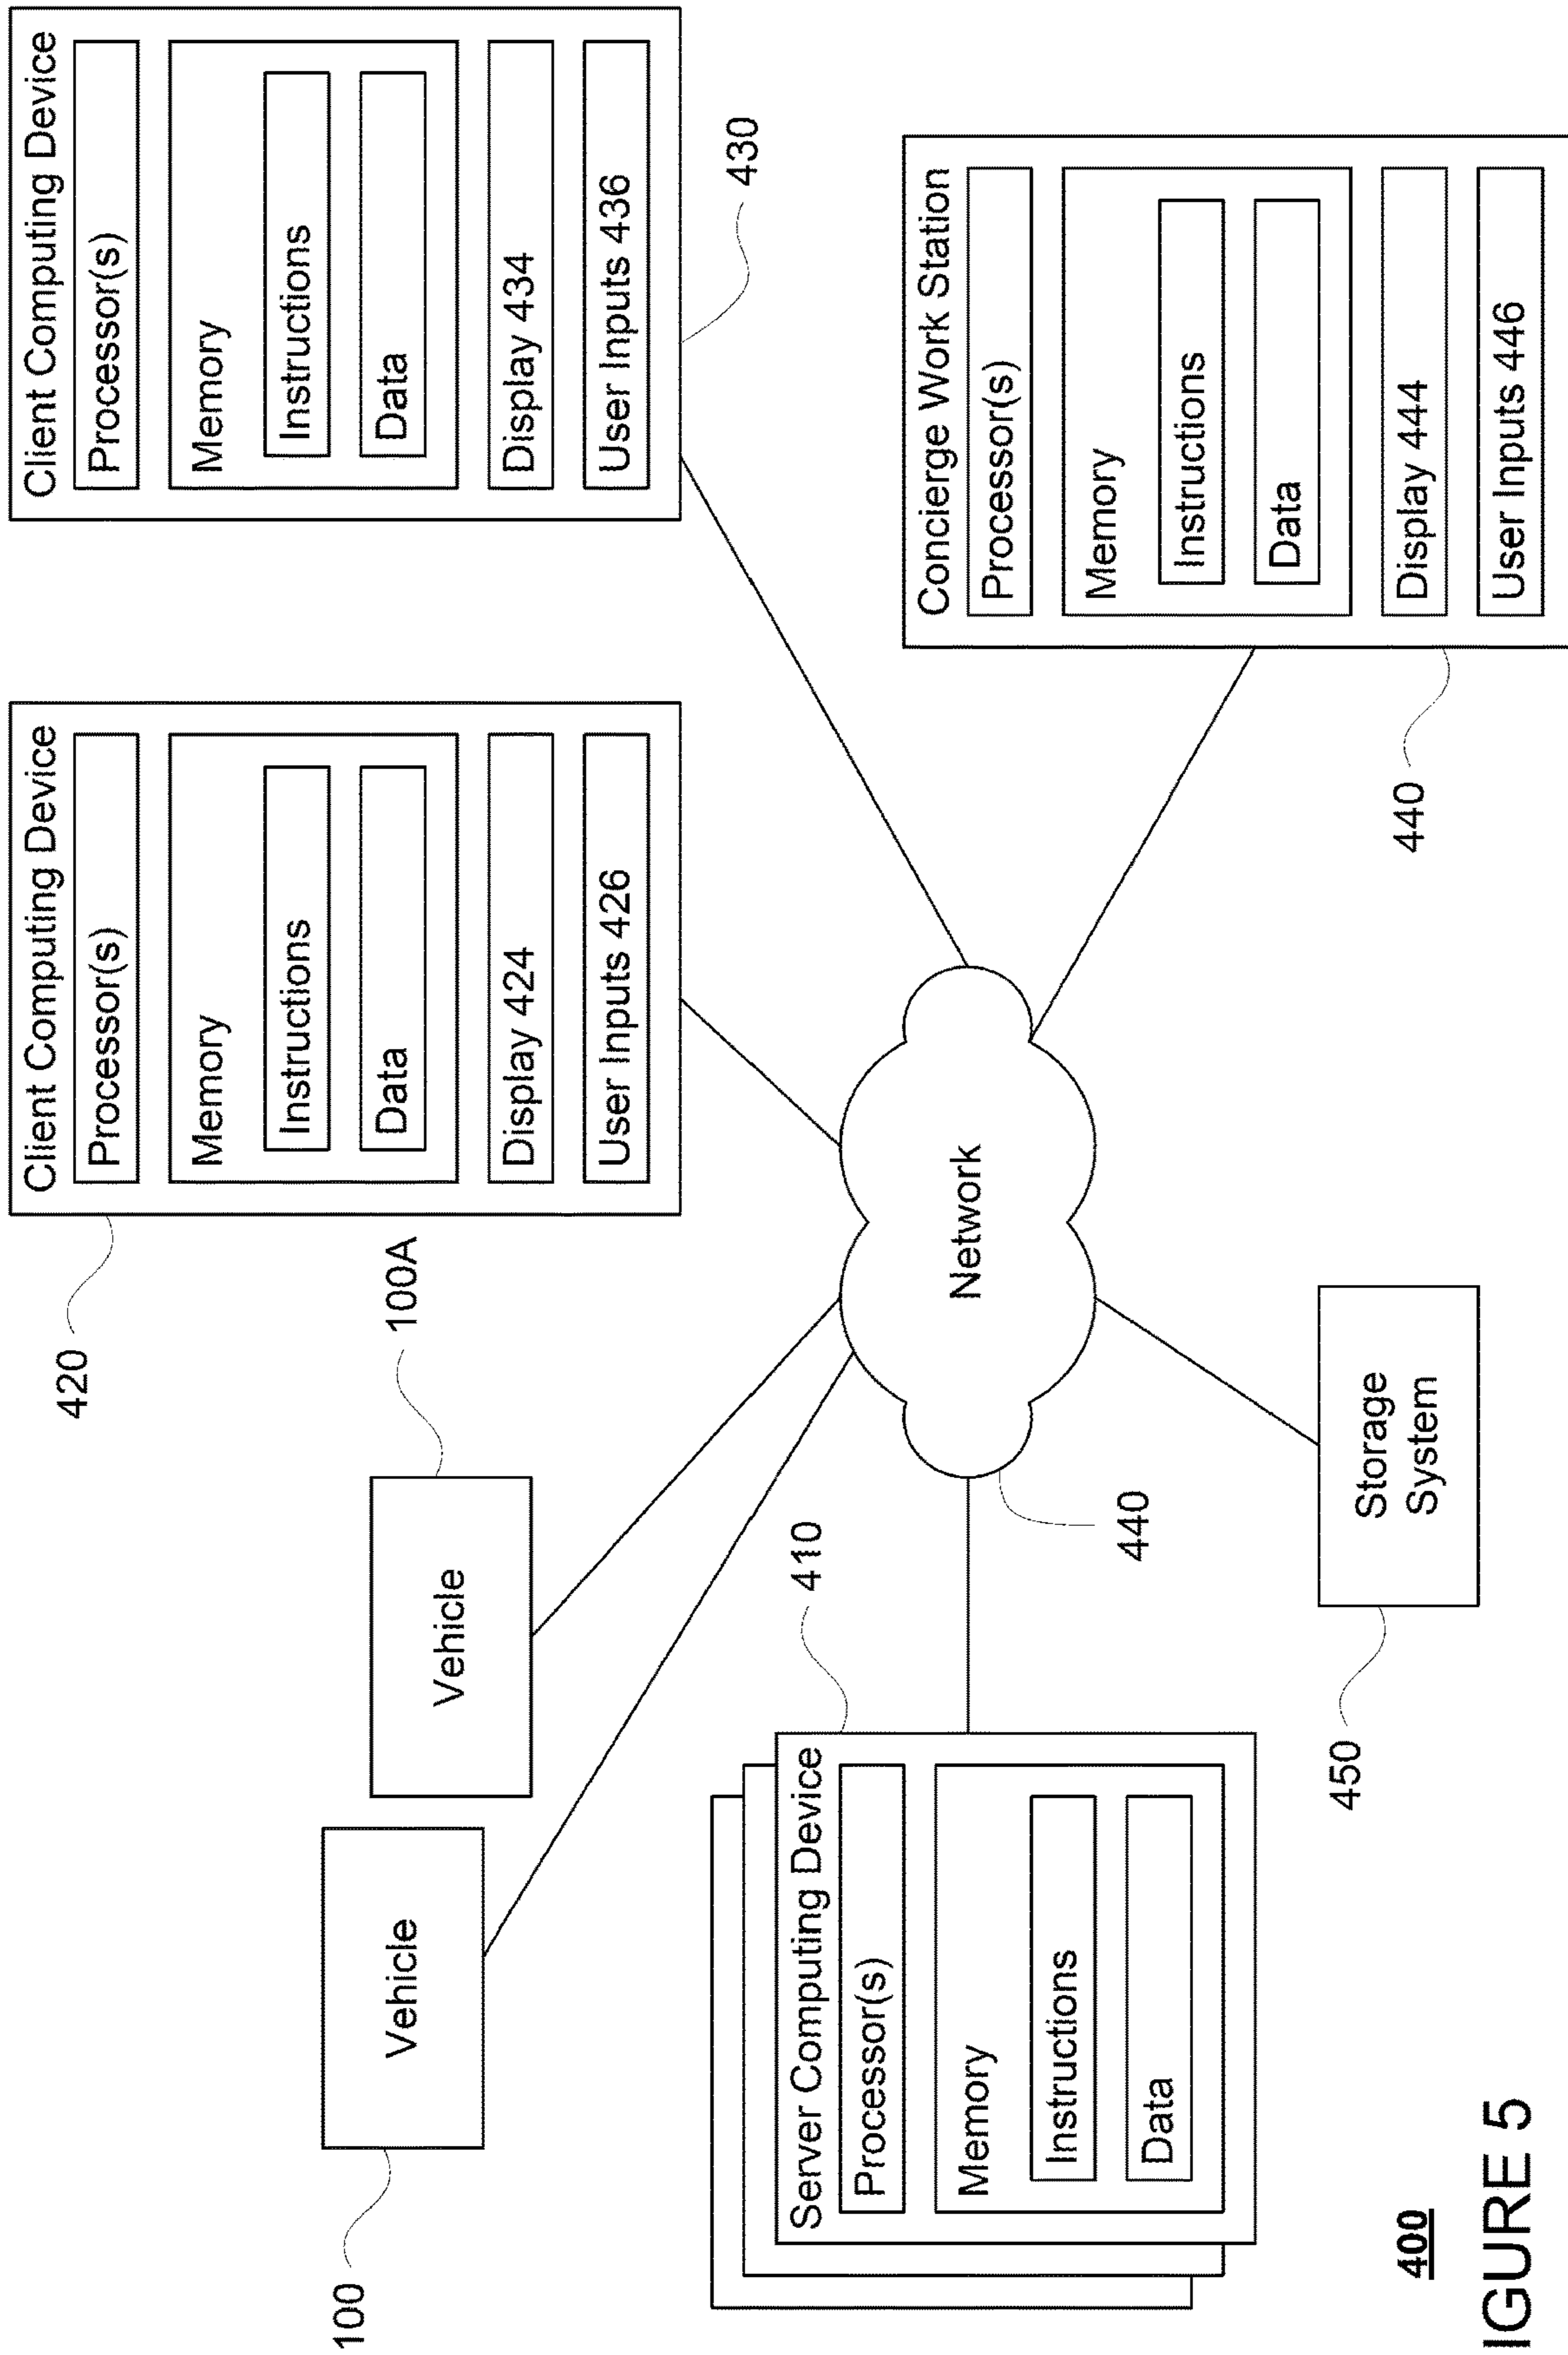 Client Computing Device
Processor(s)
Memory
Instructions
Data
Display 434
User Inputs 436
430
Client Computing Device
Processor(s)
Memory
Instructions
Data
Display 424
User Inputs 426
420
100A
Vehicle
Vehicle
100
Concierge Work Station
Processor(s)
Memory
Instructions
Data
Display 444
User Inputs 446
440
Network
440
410
Server Computing Device
Processor(s)
Memory
Instructions
Data
Storage
System
450
400
IGURE 5